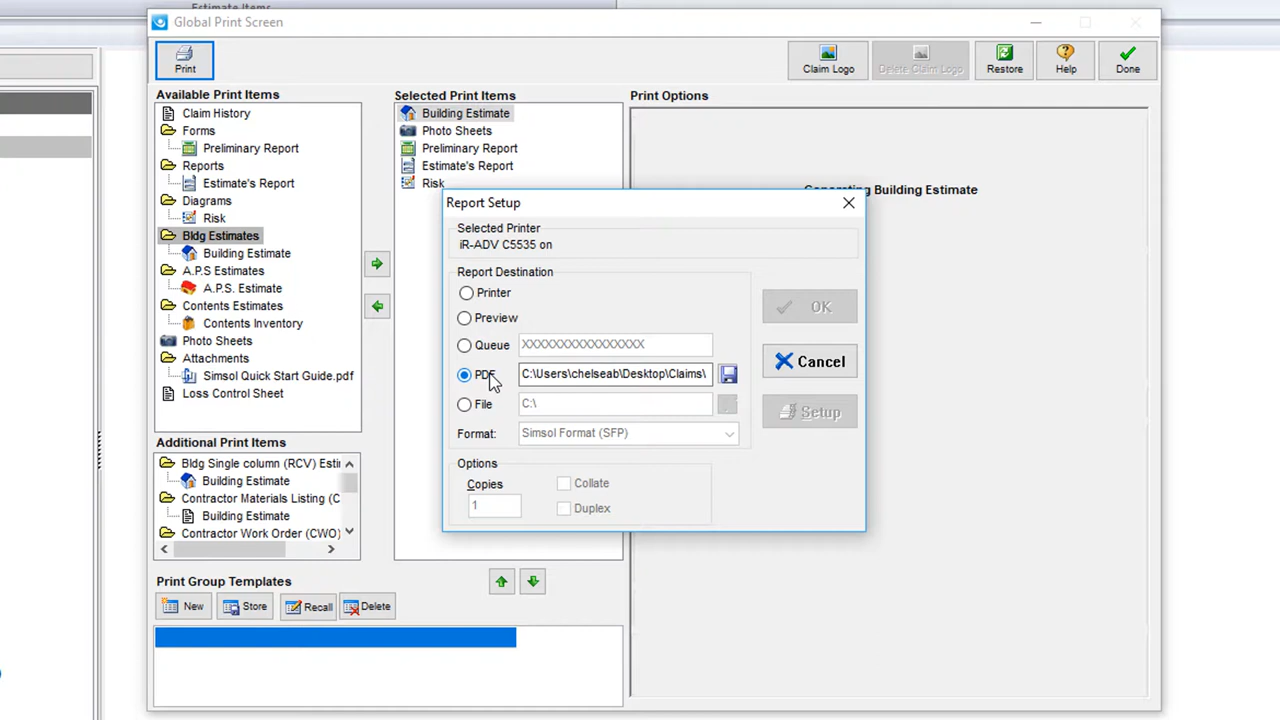 Estimate Items
Global Print Screen
Print
Claim Logo
Delete Claim Logo
Restore
Help
Done
Available Print Items
Claim History
Forms
Preliminary Report
Reports
Estimate's Report
Diagrams
Risk
Bldg Estimates
Building Estimate
A.P.S Estimates
A.P.S. Estimate
Contents Estimates
Contents Inventory
Photo Sheets
Attachments
Simsol Quick Start Guide.pdf
Loss Control Sheet
Additional Print Items
Bldg Single column (RCV) Esti
Building Estimate
Contractor Materials Listing (C
Building Estimate
Contractor Work Order (CWO)
Print Group Templates
New
Store
Recall
Delete
Selected Print Items
Building Estimate
Photo Sheets
Preliminary Report
Estimate's Report
Risk
Print Options
Generating Building Estimate
Report Setup
Selected Printer
iR-ADV C5535 on
Report Destination
Printer
Preview
Queue XXXXXXXXXXXXXXXXX
PDF C:\Users\chelseab\Desktop\Claims\
File C:\
Format: Simsol Format (SFP)
Options
Copies
1
Collate
Duplex
OK
Cancel
Setup